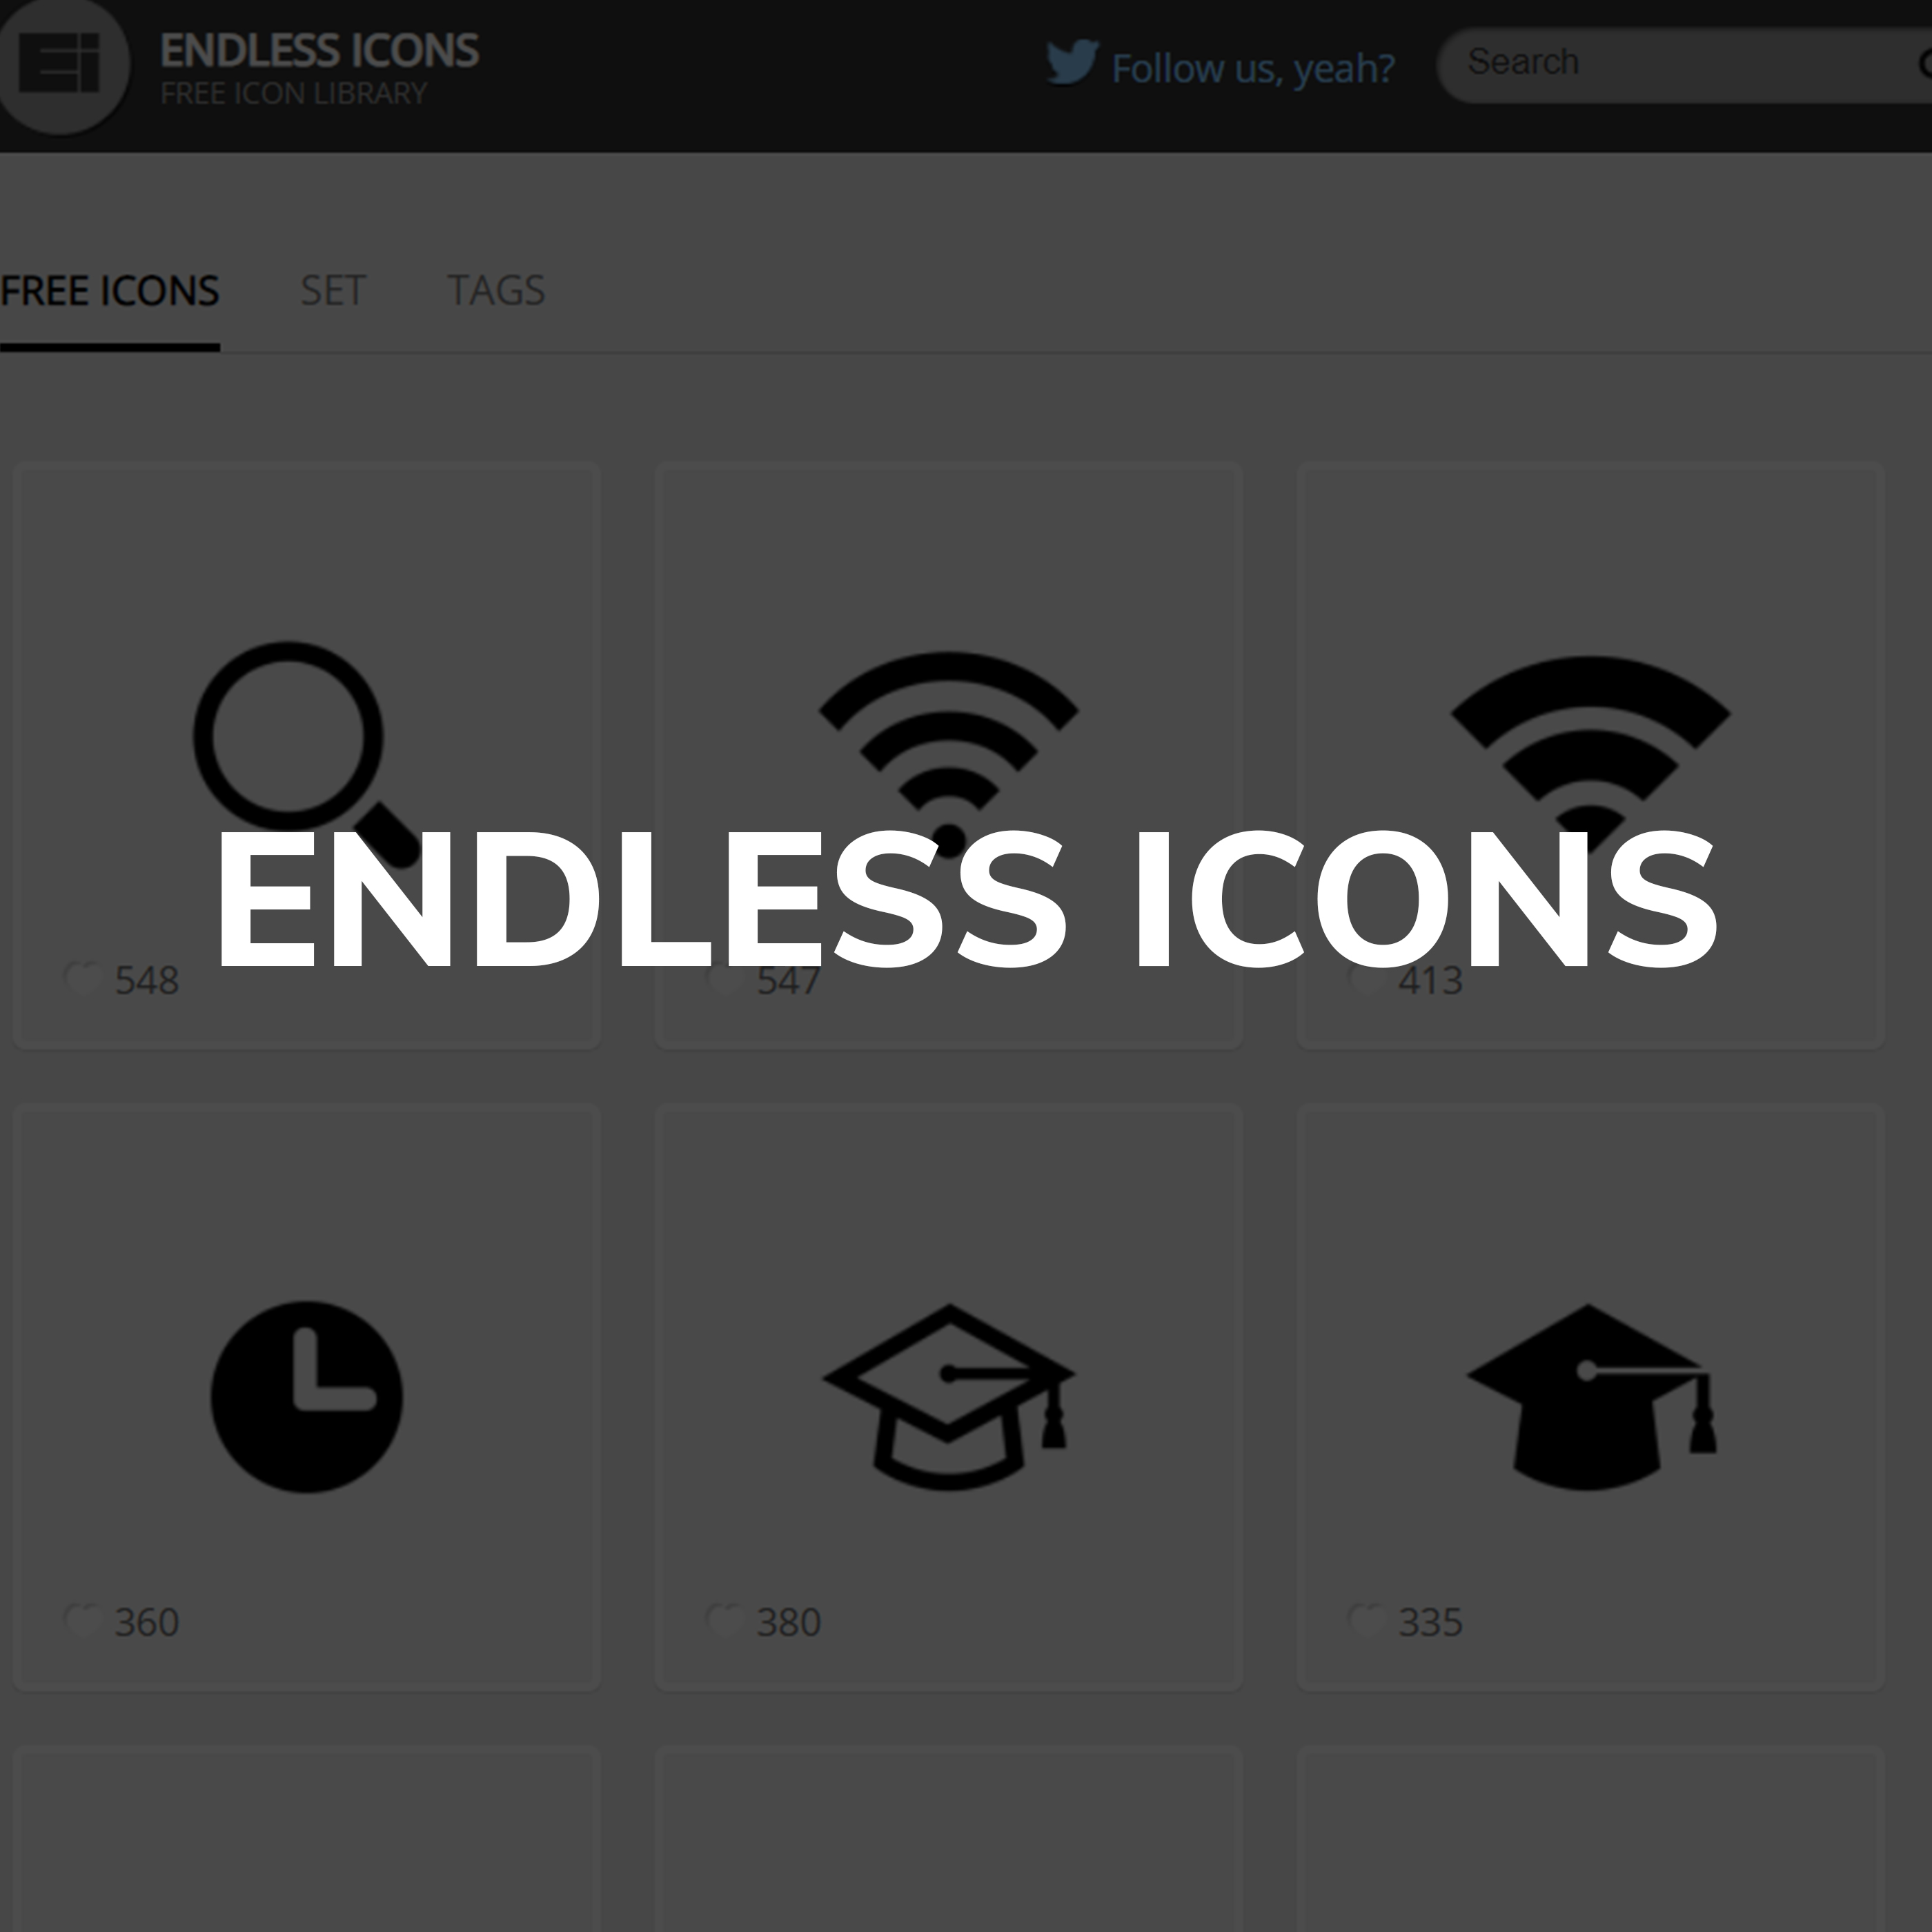 ENDLESS ICONS
FREE ICON LIBRARY
Follow us, yeah?
Search
FREE ICONS SET TAGS
ENDLESS ICONS
548 547 413
360 380 335